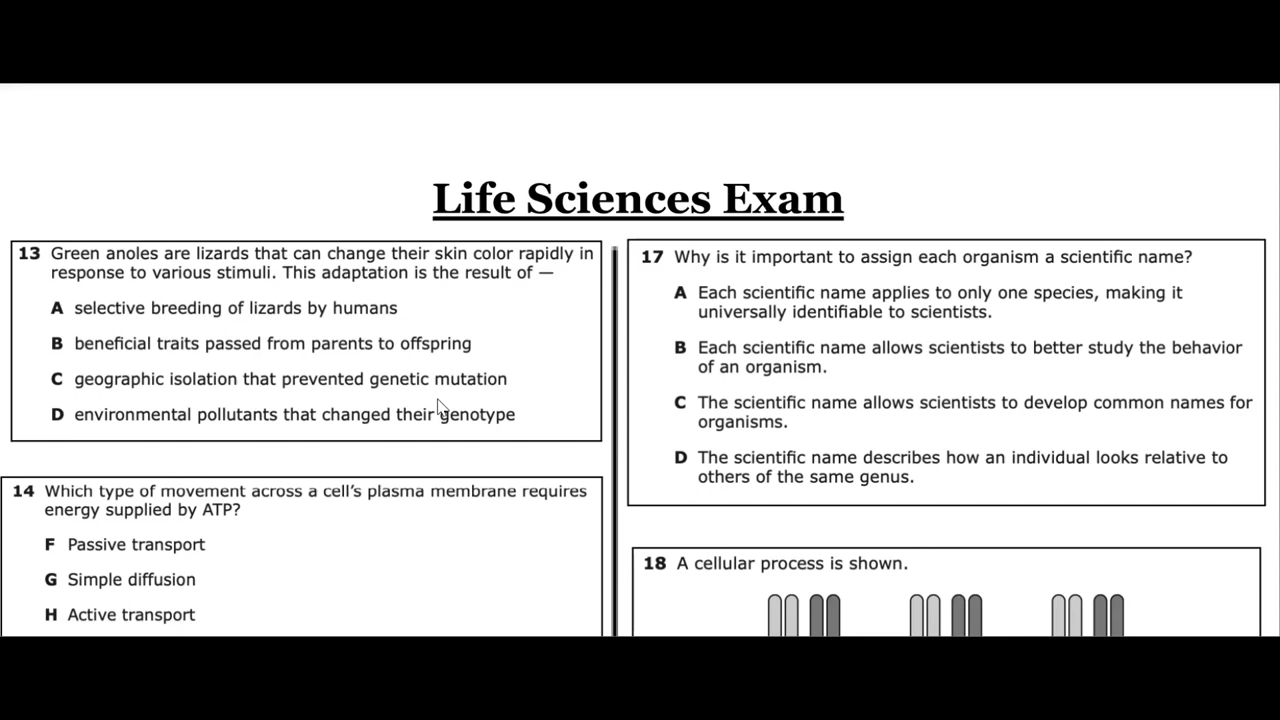 Life Sciences Exam
13 Green anoles are lizards that can change their skin color rapidly in
response to various stimuli. This adaptation is the result of —
A selective breeding of lizards by humans
B beneficial traits passed from parents to offspring
C geographic isolation that prevented genetic mutation
D environmental pollutants that changed their genotype
14 Which type of movement across a cell’s plasma membrane requires
energy supplied by ATP?
F Passive transport
G Simple diffusion
H Active transport
17 Why is it important to assign each organism a scientific name?
A Each scientific name applies to only one species, making it
universally identifiable to scientists.
B Each scientific name allows scientists to better study the behavior
of an organism.
C The scientific name allows scientists to develop common names for
organisms.
D The scientific name describes how an individual looks relative to
others of the same genus.
18 A cellular process is shown.